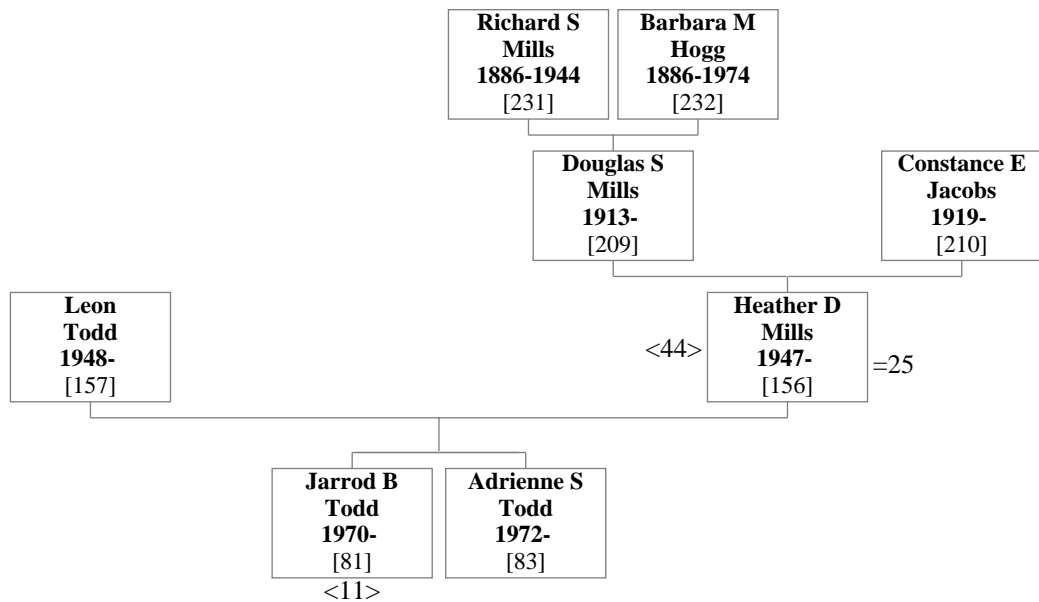 Richard S
Mills
1886-1944
[231]
Barbara M
Hogg
1886-1974
[232]
Douglas S
Mills
1913-
[209]
Constance E
Jacobs
1919-
[210]
Leon
Todd
1948-
[157]
<44>
Heather D
Mills
1947-
[156]
=25
Jarrod B
Todd
1970-
[81]
<11>
Adrienne S
Todd
1972-
[83]